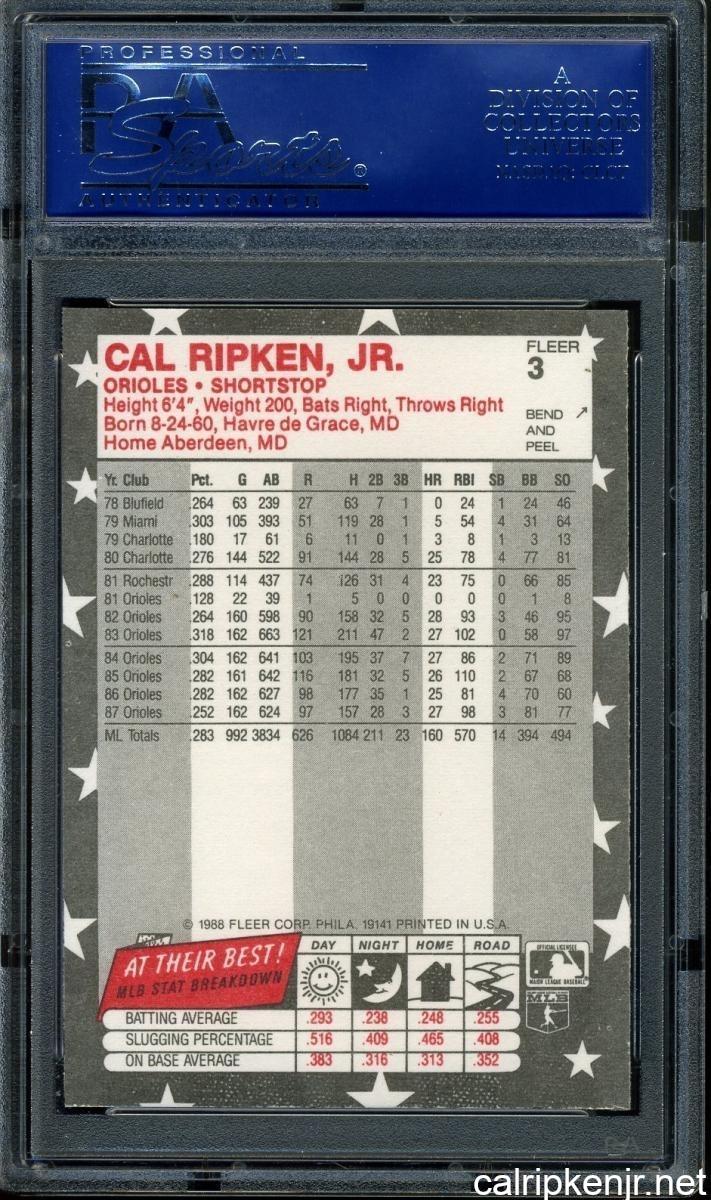 PROFESSIONAL
PSA
Sports®
AUTHENTICATOR
A
DIVISION OF
COLLECTORS
UNIVERSE
NASDAQ: CLCT
CAL RIPKEN, JR.
ORIOLES • SHORTSTOP
Height 6'4", Weight 200, Bats Right, Throws Right
Born 8-24-60, Havre de Grace, MD
Home Aberdeen, MD
FLEER
3
BEND ↗
AND
PEEL
Yr. Club Pct. G AB R H 2B 3B HR RBI SB BB SO
78 Blufield .264 63 239 27 63 7 1 0 24 1 24 46
79 Miami .303 105 393 51 119 28 1 5 54 4 31 64
79 Charlotte .180 17 61 6 11 0 1 3 8 1 3 13
80 Charlotte .276 144 522 91 144 28 5 25 78 4 77 81
81 Rochestr .288 114 437 74 126 31 4 23 75 0 66 85
81 Orioles .128 22 39 1 5 0 0 0 0 0 1 8
82 Orioles .264 160 598 90 158 32 5 28 93 3 46 95
83 Orioles .318 162 663 121 211 47 2 27 102 0 58 97
84 Orioles .304 162 641 103 195 37 7 27 86 2 71 89
85 Orioles .282 161 642 116 181 32 5 26 110 2 67 68
86 Orioles .282 162 627 98 177 35 1 25 81 4 70 60
87 Orioles .252 162 624 97 157 28 3 27 98 3 81 77
ML Totals .283 992 3834 626 1084 211 23 160 570 14 394 494
© 1988 FLEER CORP. PHILA. 19141 PRINTED IN U.S.A.
AT THEIR BEST!
MLB STAT BREAKDOWN
DAY NIGHT HOME ROAD
BATTING AVERAGE .293 .238 .248 .255
SLUGGING PERCENTAGE .516 .409 .465 .408
ON BASE AVERAGE .383 .316 .313 .352
OFFICIAL LICENSEE
MAJOR LEAGUE BASEBALL
MLB
PSA
calripkenjr.net